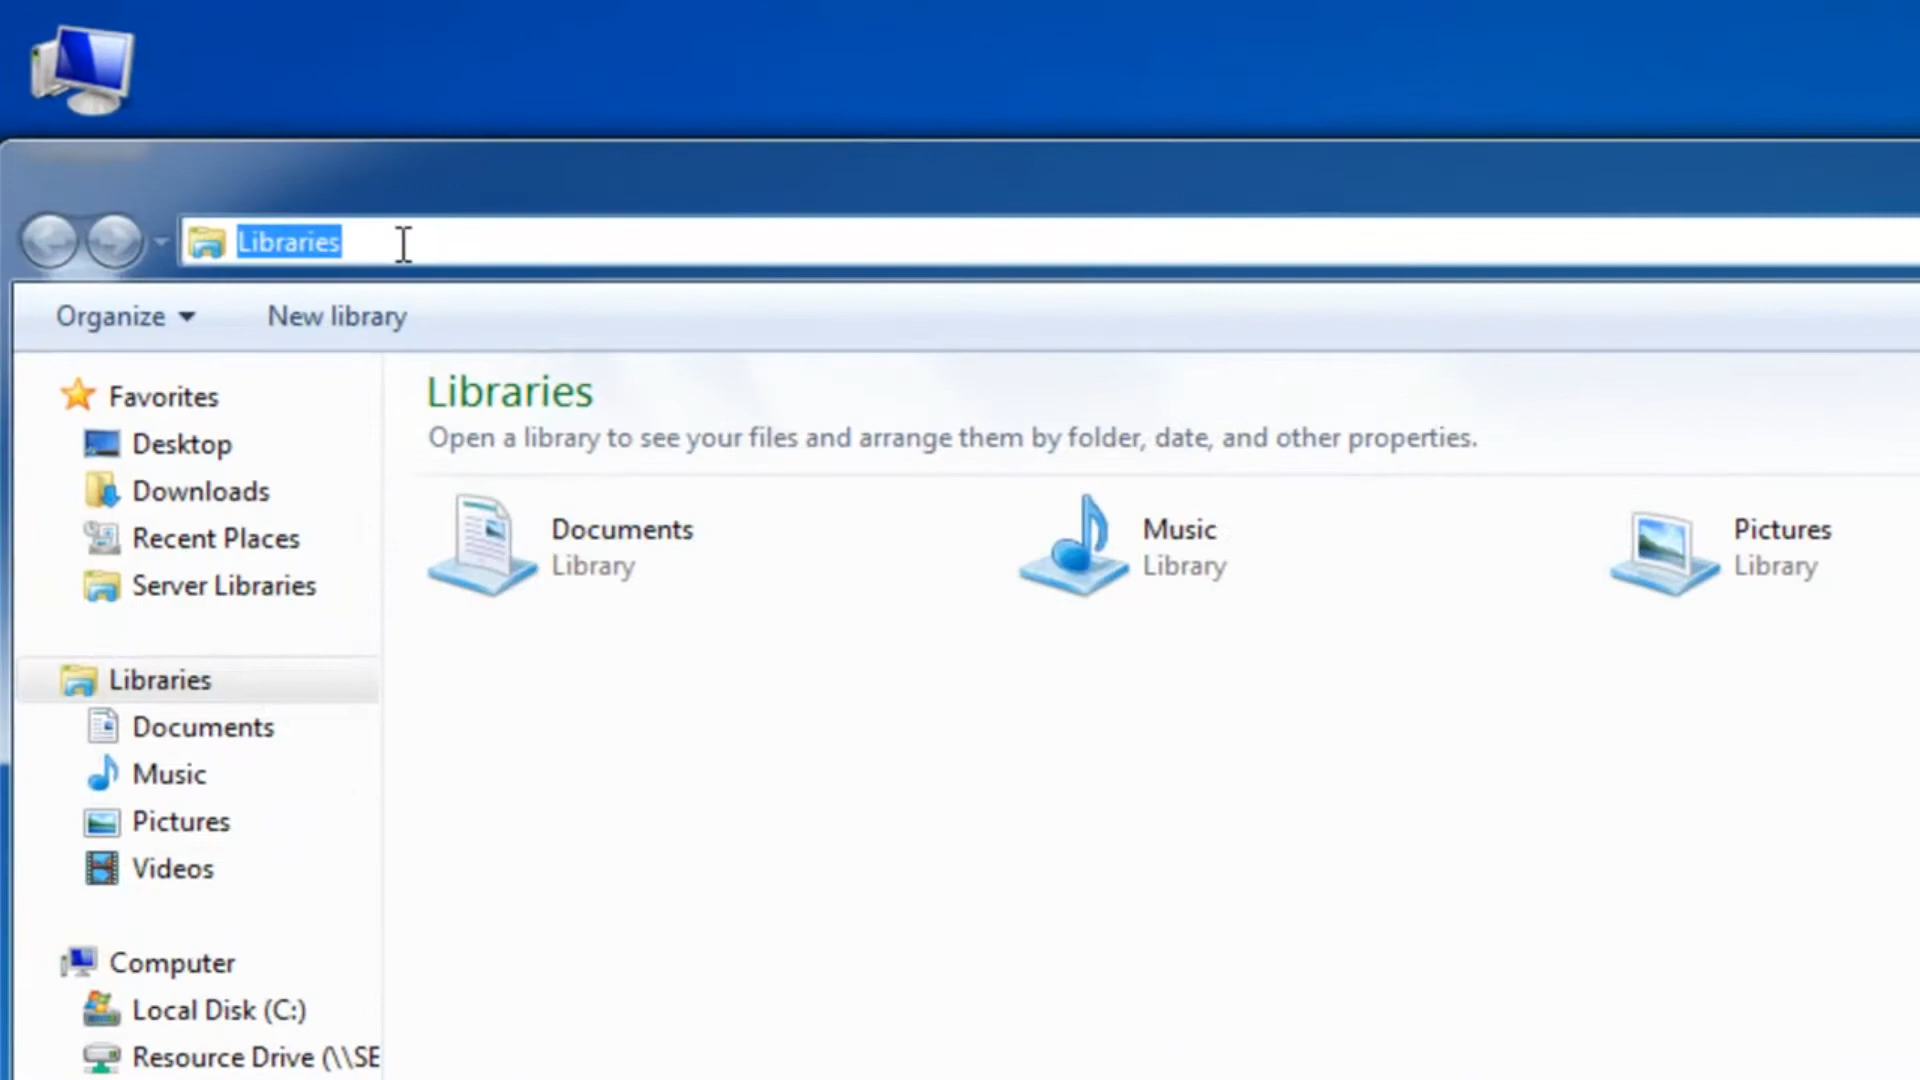 Libraries
Organize
New library
Favorites
Desktop
Downloads
Recent Places
Server Libraries
Libraries
Documents
Music
Pictures
Videos
Computer
Local Disk (C:)
Resource Drive (\\SE
Libraries
Open a library to see your files and arrange them by folder, date, and other properties.
Documents
Library
Music
Library
Pictures
Library